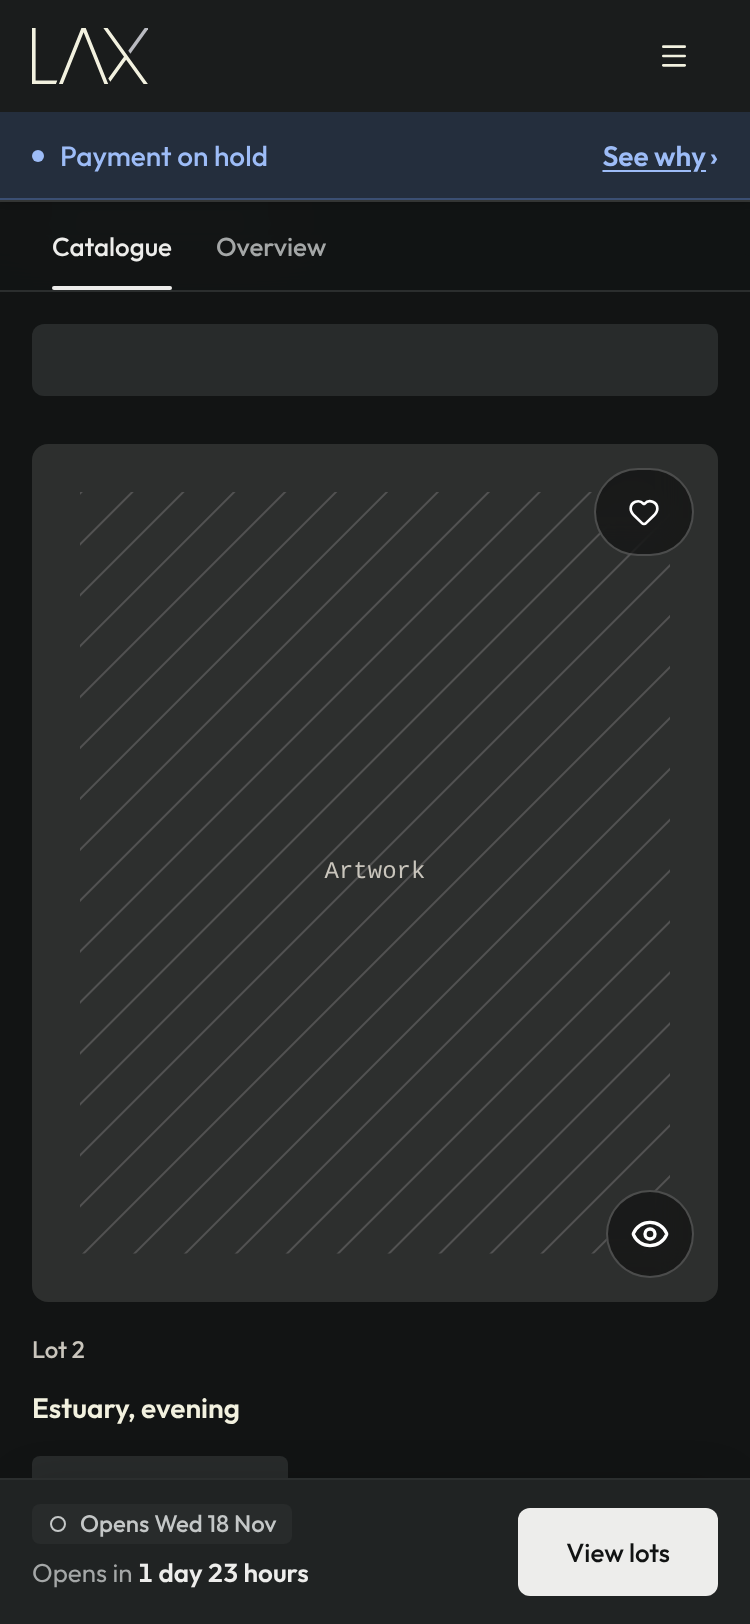 LAX
Payment on hold
See why ›
Catalogue
Overview
Artwork
Lot 2
Estuary, evening
Opens Wed 18 Nov
Opens in 1 day 23 hours
View lots